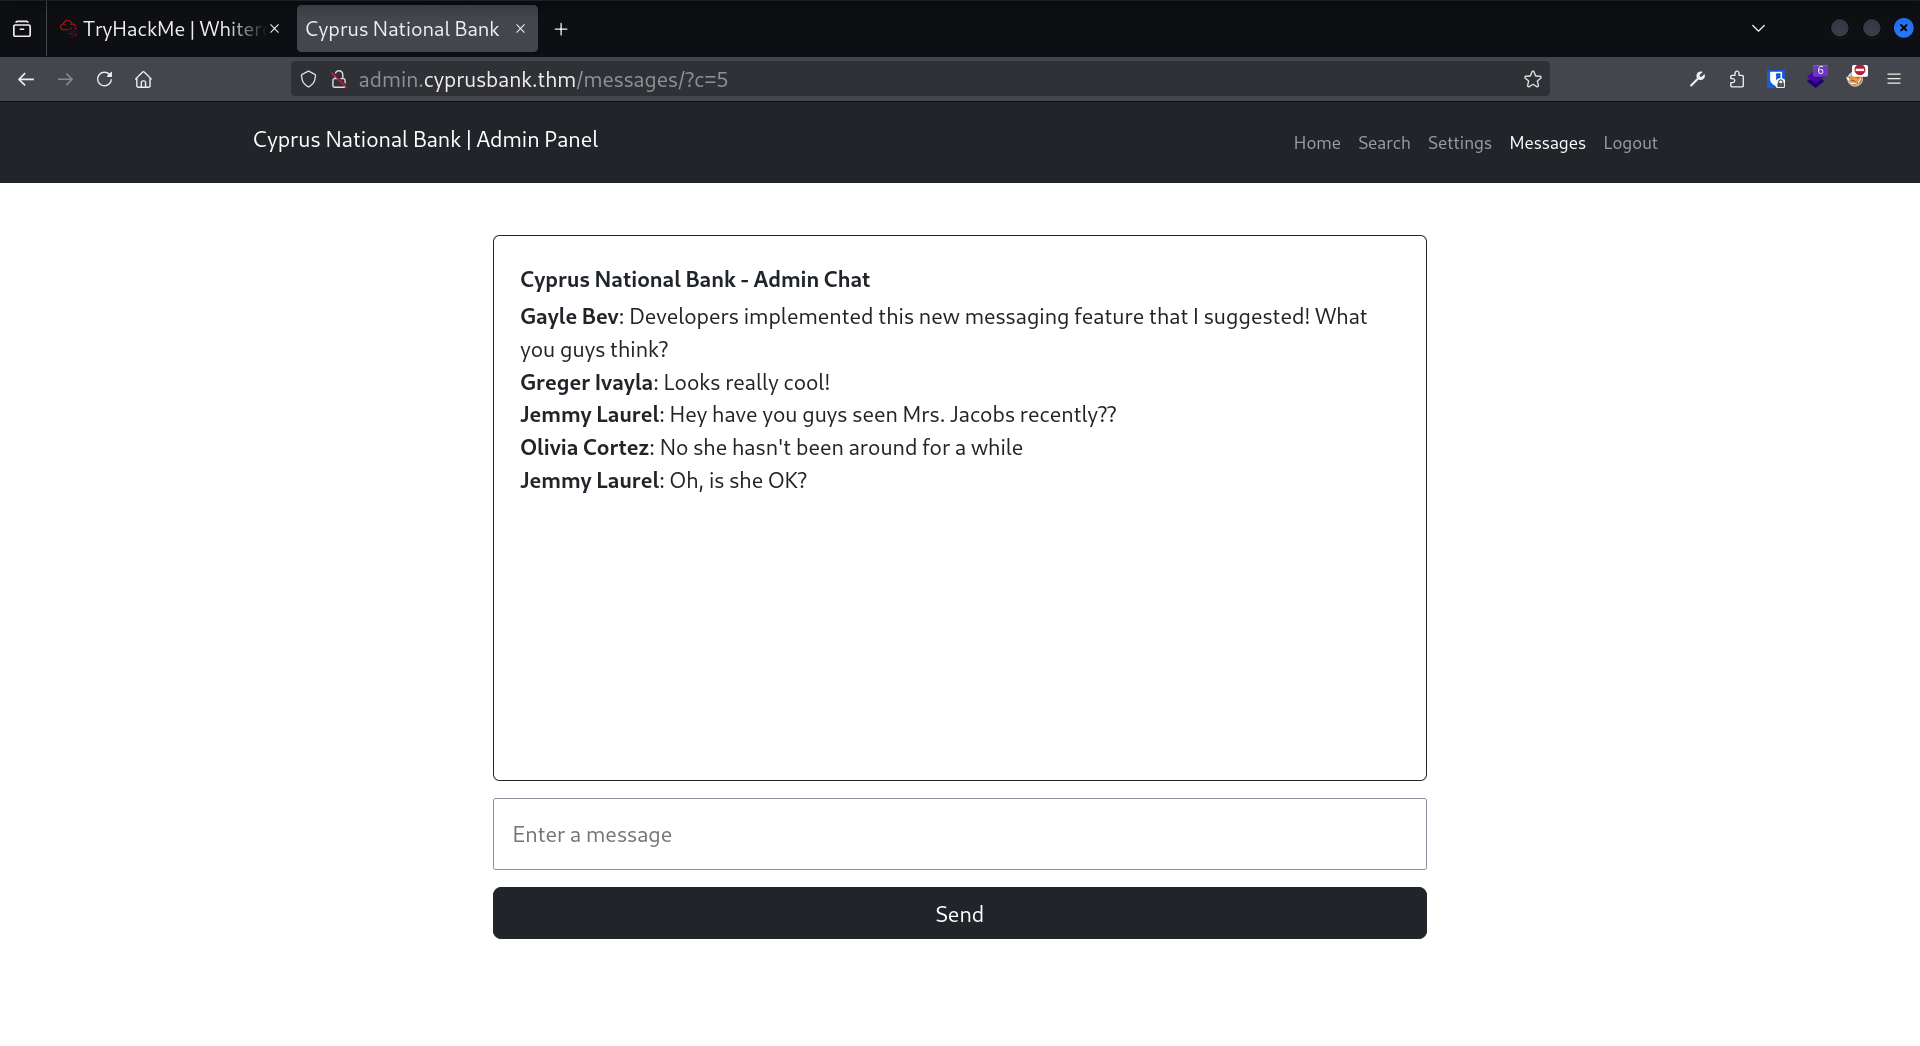 TryHackMe | Whitero
Cyprus National Bank
admin.cyprusbank.thm/messages/?c=5
6
Cyprus National Bank | Admin Panel
Home Search Settings Messages Logout
Cyprus National Bank - Admin Chat
Gayle Bev: Developers implemented this new messaging feature that I suggested! What
you guys think?
Greger Ivayla: Looks really cool!
Jemmy Laurel: Hey have you guys seen Mrs. Jacobs recently??
Olivia Cortez: No she hasn't been around for a while
Jemmy Laurel: Oh, is she OK?
Enter a message
Send